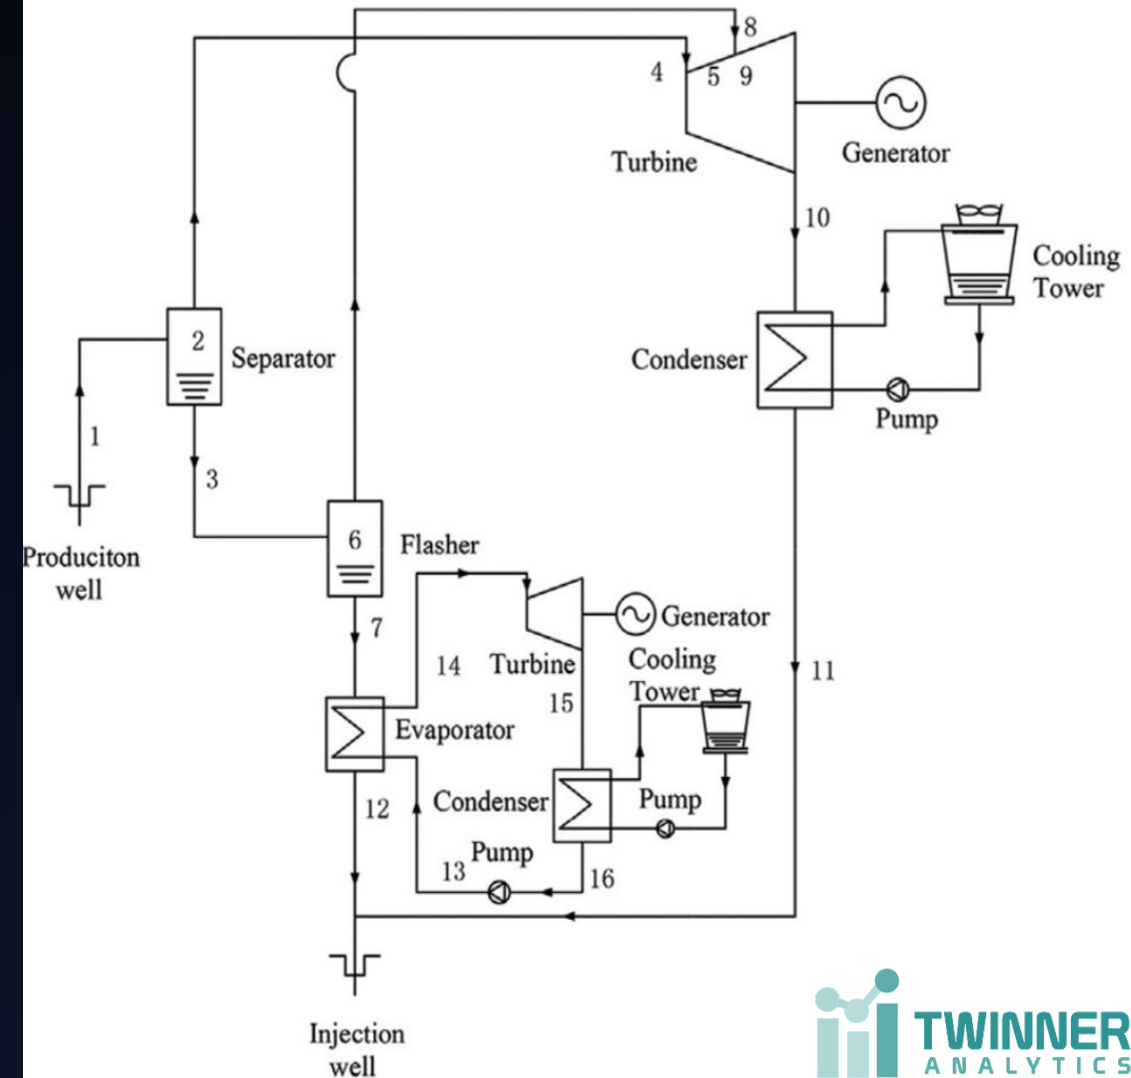 8
4
5
9
Turbine
Generator
10
Cooling
Tower
Condenser
Pump
2
Separator
1
3
Produciton
well
6
Flasher
7
14
Turbine
Generator
Cooling
Tower
15
11
Evaporator
12
Condenser
Pump
Pump
13
16
Injection
well
TWINNER
ANALYTICS